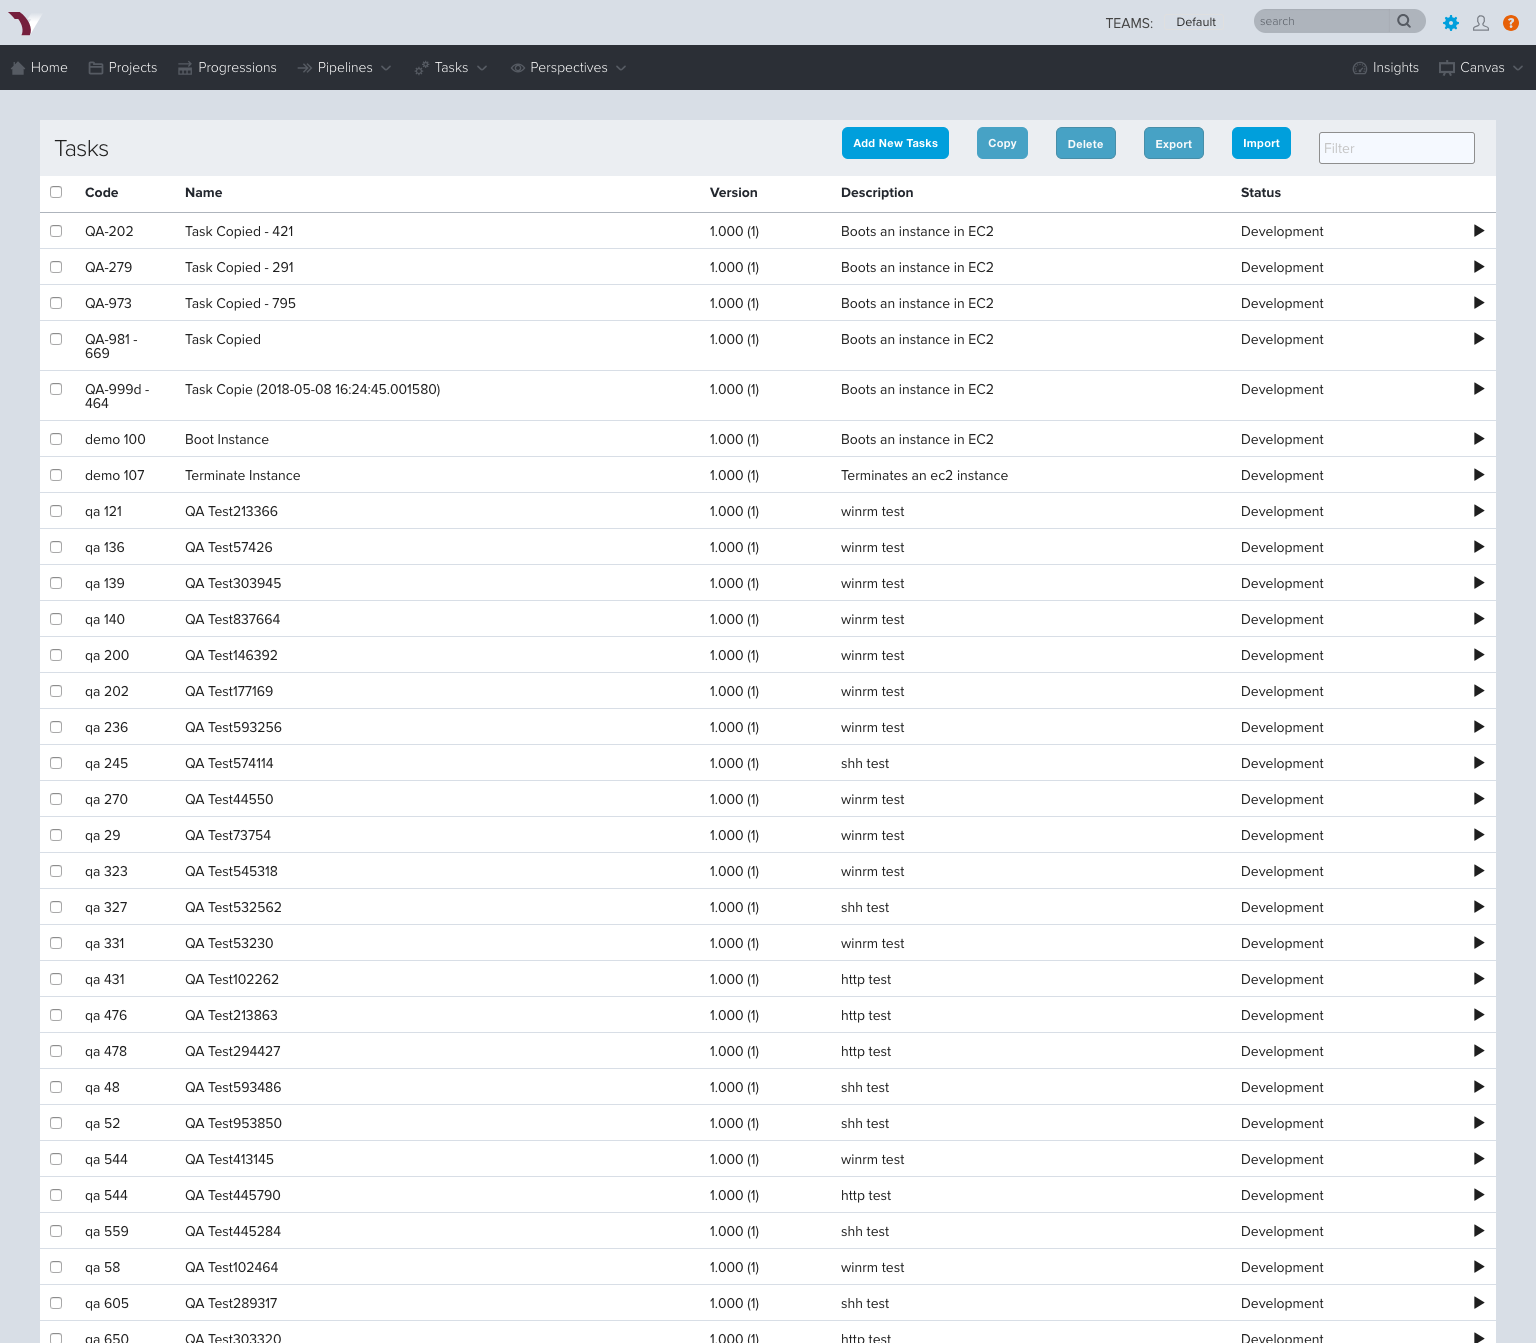 TEAMS: Default search ?
Home Projects Progressions Pipelines Tasks Perspectives Insights Canvas
Tasks Add New Tasks Copy Delete Export Import Filter
Code Name Version Description Status
QA-202 Task Copied - 421 1.000 (1) Boots an instance in EC2 Development
QA-279 Task Copied - 291 1.000 (1) Boots an instance in EC2 Development
QA-973 Task Copied - 795 1.000 (1) Boots an instance in EC2 Development
QA-981 - Task Copied 1.000 (1) Boots an instance in EC2 Development
669
QA-999d - Task Copie (2018-05-08 16:24:45.001580) 1.000 (1) Boots an instance in EC2 Development
464
demo 100 Boot Instance 1.000 (1) Boots an instance in EC2 Development
demo 107 Terminate Instance 1.000 (1) Terminates an ec2 instance Development
qa 121 QA Test213366 1.000 (1) winrm test Development
qa 136 QA Test57426 1.000 (1) winrm test Development
qa 139 QA Test303945 1.000 (1) winrm test Development
qa 140 QA Test837664 1.000 (1) winrm test Development
qa 200 QA Test146392 1.000 (1) winrm test Development
qa 202 QA Test177169 1.000 (1) winrm test Development
qa 236 QA Test593256 1.000 (1) winrm test Development
qa 245 QA Test574114 1.000 (1) shh test Development
qa 270 QA Test44550 1.000 (1) winrm test Development
qa 29 QA Test73754 1.000 (1) winrm test Development
qa 323 QA Test545318 1.000 (1) winrm test Development
qa 327 QA Test532562 1.000 (1) shh test Development
qa 331 QA Test53230 1.000 (1) winrm test Development
qa 431 QA Test102262 1.000 (1) http test Development
qa 476 QA Test213863 1.000 (1) http test Development
qa 478 QA Test294427 1.000 (1) http test Development
qa 48 QA Test593486 1.000 (1) shh test Development
qa 52 QA Test953850 1.000 (1) shh test Development
qa 544 QA Test413145 1.000 (1) winrm test Development
qa 544 QA Test445790 1.000 (1) http test Development
qa 559 QA Test445284 1.000 (1) shh test Development
qa 58 QA Test102464 1.000 (1) winrm test Development
qa 605 QA Test289317 1.000 (1) shh test Development
qa 650 QA Test303320 1.000 (1) http test Development